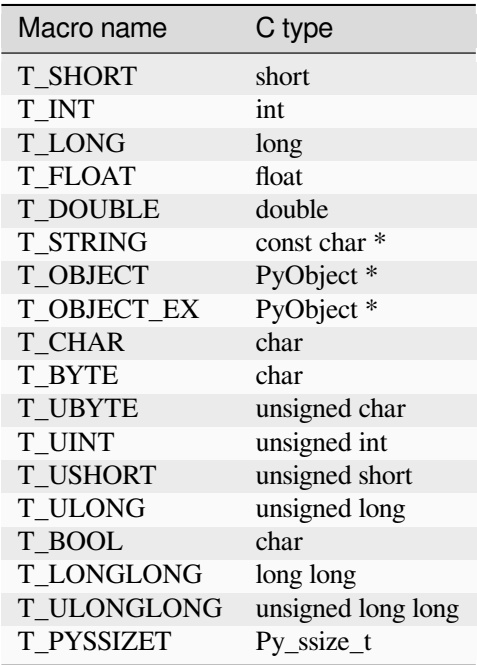 Macro name C type
T_SHORT short
T_INT int
T_LONG long
T_FLOAT float
T_DOUBLE double
T_STRING const char *
T_OBJECT PyObject *
T_OBJECT_EX PyObject *
T_CHAR char
T_BYTE char
T_UBYTE unsigned char
T_UINT unsigned int
T_USHORT unsigned short
T_ULONG unsigned long
T_BOOL char
T_LONGLONG long long
T_ULONGLONG unsigned long long
T_PYSSIZET Py_ssize_t